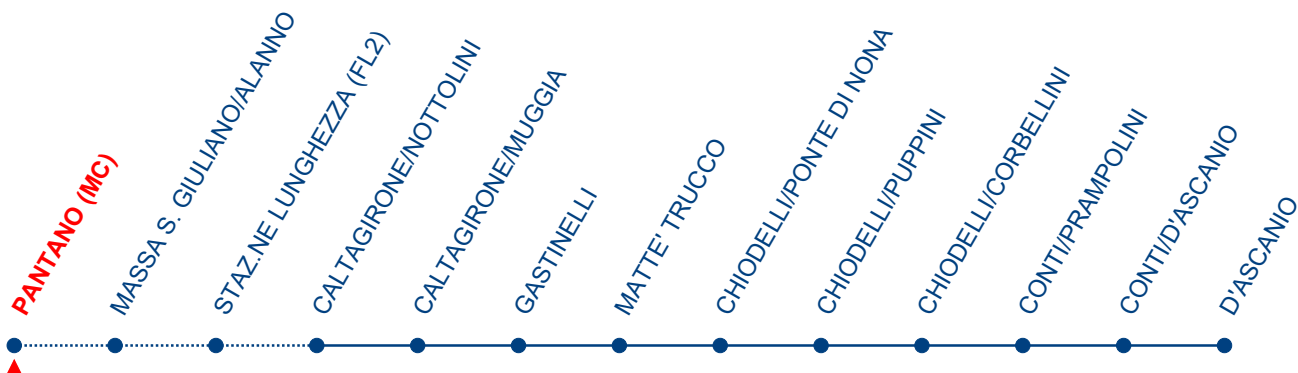 PANTANO (MC)
MASSA S. GIULIANO/ALANNO
STAZ.NE LUNGHEZZA (FL2)
CALTAGIRONE/NOTTOLINI
CALTAGIRONE/MUGGIA
GASTINELLI
MATTE' TRUCCO
CHIODELLI/PONTE DI NONA
CHIODELLI/PUPPINI
CHIODELLI/CORBELLINI
CONTI/PRAMPOLINI
CONTI/D'ASCANIO
D'ASCANIO